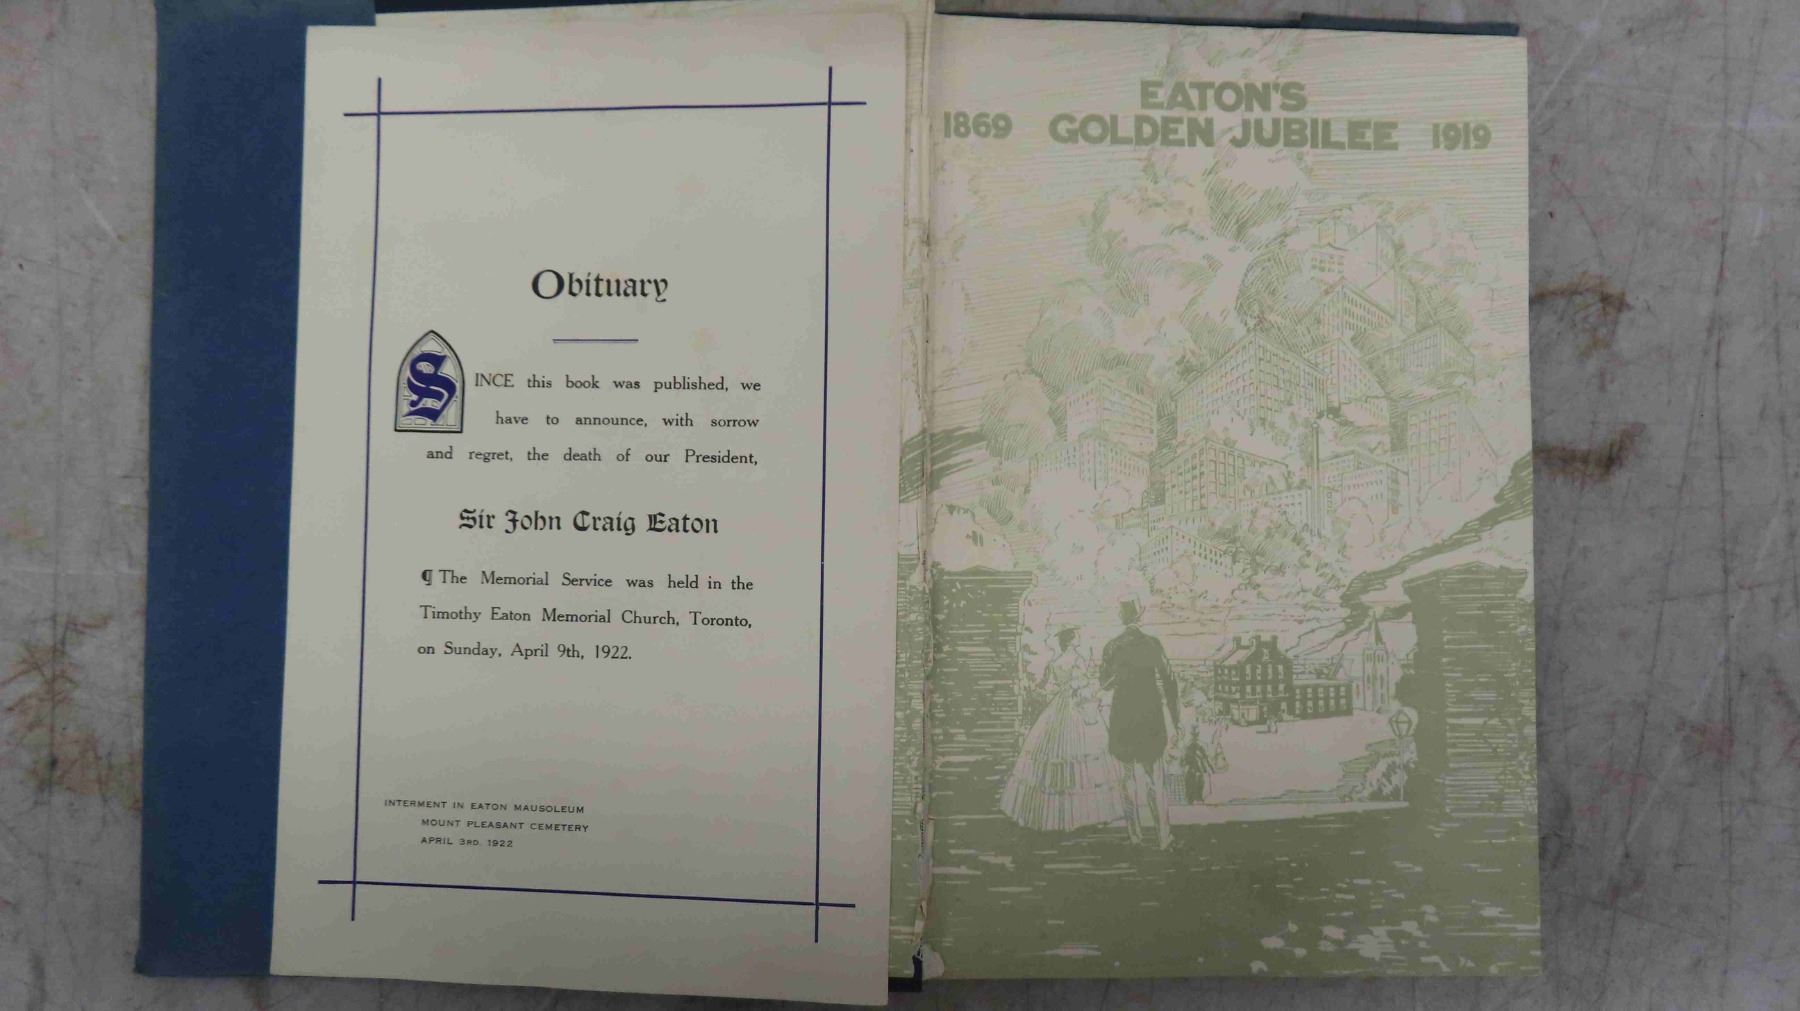 Obituary
SINCE this book was published, we
have to announce, with sorrow
and regret, the death of our President,
Sir John Craig Eaton
¶ The Memorial Service was held in the
Timothy Eaton Memorial Church, Toronto,
on Sunday, April 9th, 1922.
INTERMENT IN EATON MAUSOLEUM
MOUNT PLEASANT CEMETERY
APRIL 3RD. 1922
EATON'S
1869 GOLDEN JUBILEE 1919